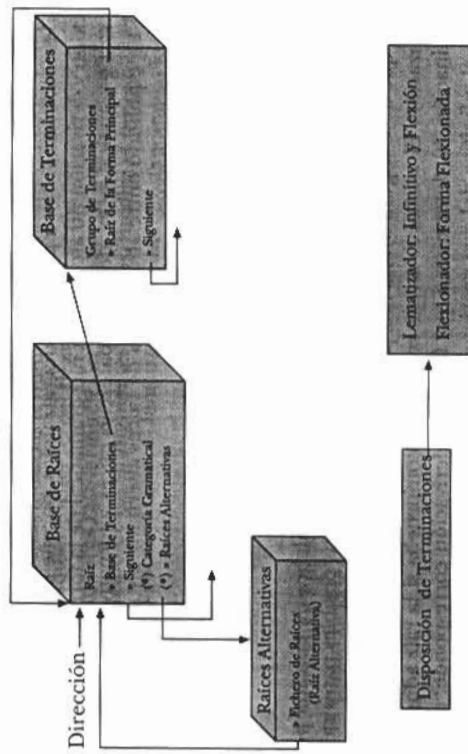 Dirección
Base de Raíces
Raíz
» Base de Terminaciones
» Siguiente
(*) Categoría Gramatical
(*) » Raíces Alternativas
Base de Terminaciones
Grupo de Terminaciones
» Raíz de la Forma Principal
» Siguiente
Raíces Alternativas
» Fichero de Raíces
(Raíz Alternativa)
Disposición de Terminaciones
Lematizador: Infinitivo y Flexión
Flexionador: Forma Flexionada